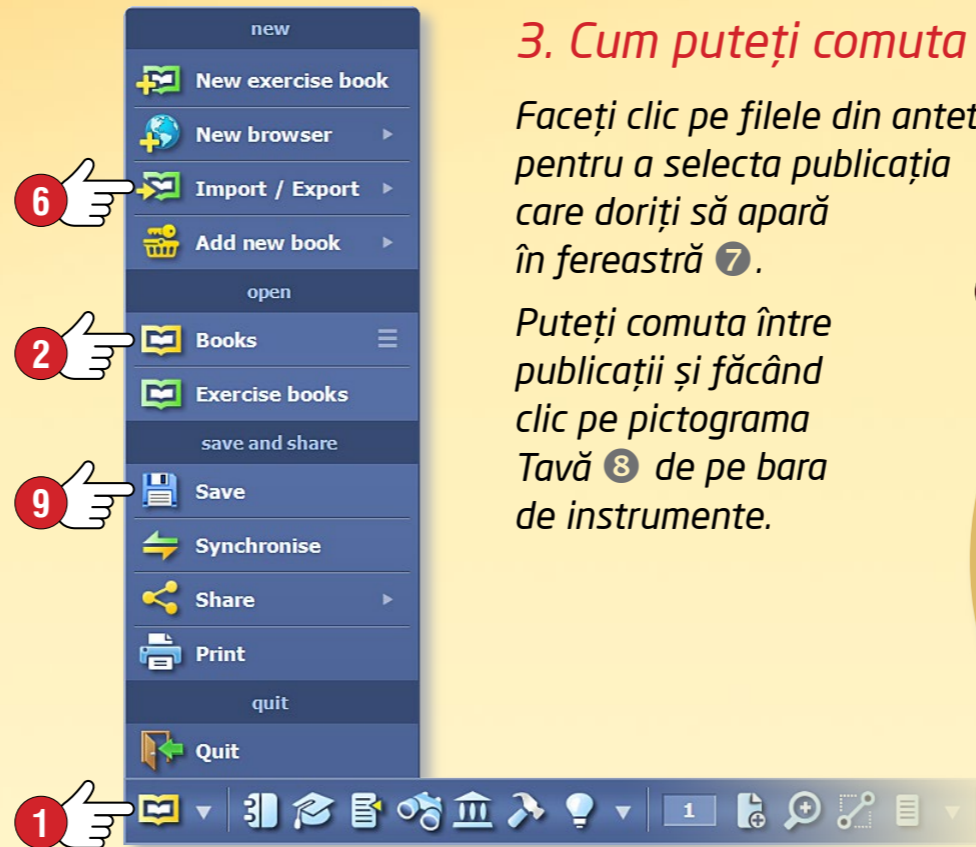 new
New exercise book
New browser
6
Import / Export
Add new book
open
2
Books
Exercise books
save and share
9
Save
Synchronise
Share
Print
quit
Quit
1
1
3. Cum puteți comuta
Faceți clic pe filele din antet
pentru a selecta publicația
care doriți să apară
în fereastră 7.
Puteți comuta între
publicații și făcând
clic pe pictograma
Tavă 8 de pe bara
de instrumente.